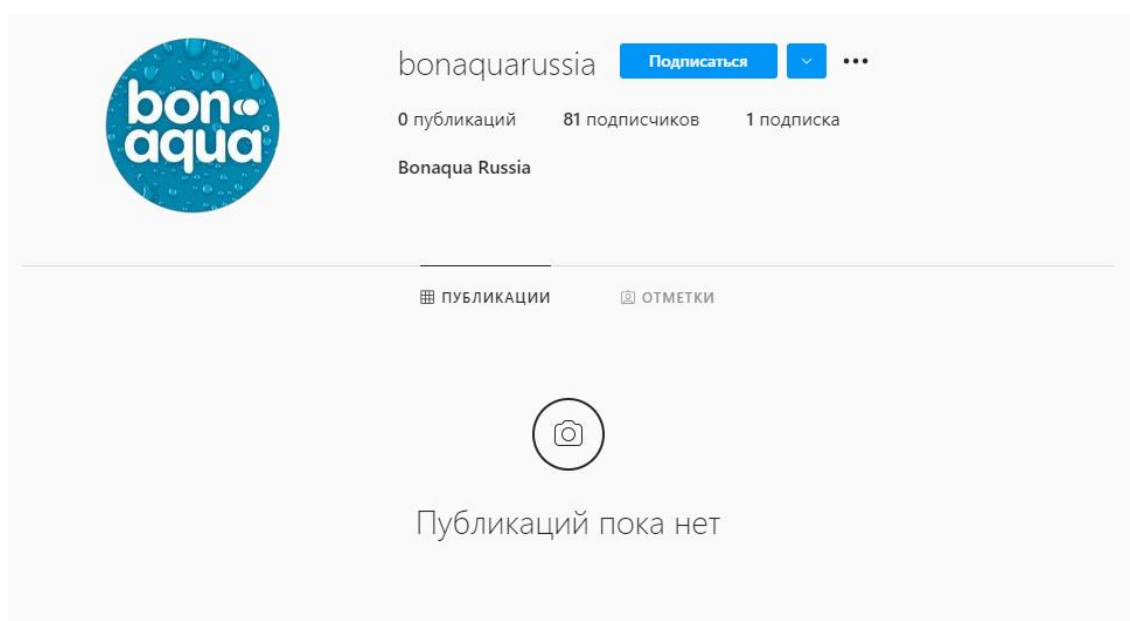 bon
aqua
bonaquarussia Подписаться
0 публикаций 81 подписчиков 1 подписка
Bonaqua Russia
ПУБЛИКАЦИИ ОТМЕТКИ
Публикаций пока нет